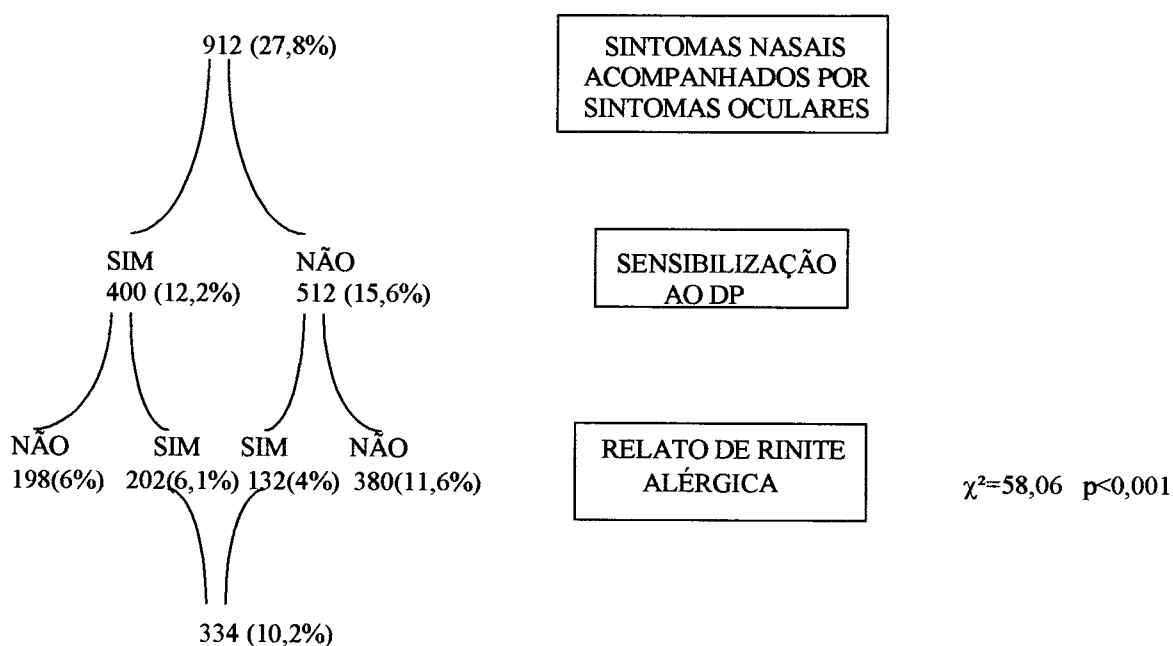 912 (27,8%)
SINTOMAS NASAIS
ACOMPANHADOS POR
SINTOMAS OCULARES
SIM
NÃO
400 (12,2%)
512 (15,6%)
SENSIBILIZAÇÃO
AO DP
NÃO
SIM
SIM
NÃO
198(6%)
202(6,1%)
132(4%)
380(11,6%)
RELATO DE RINITE
ALÉRGICA
χ²=58,06 p<0,001
334 (10,2%)